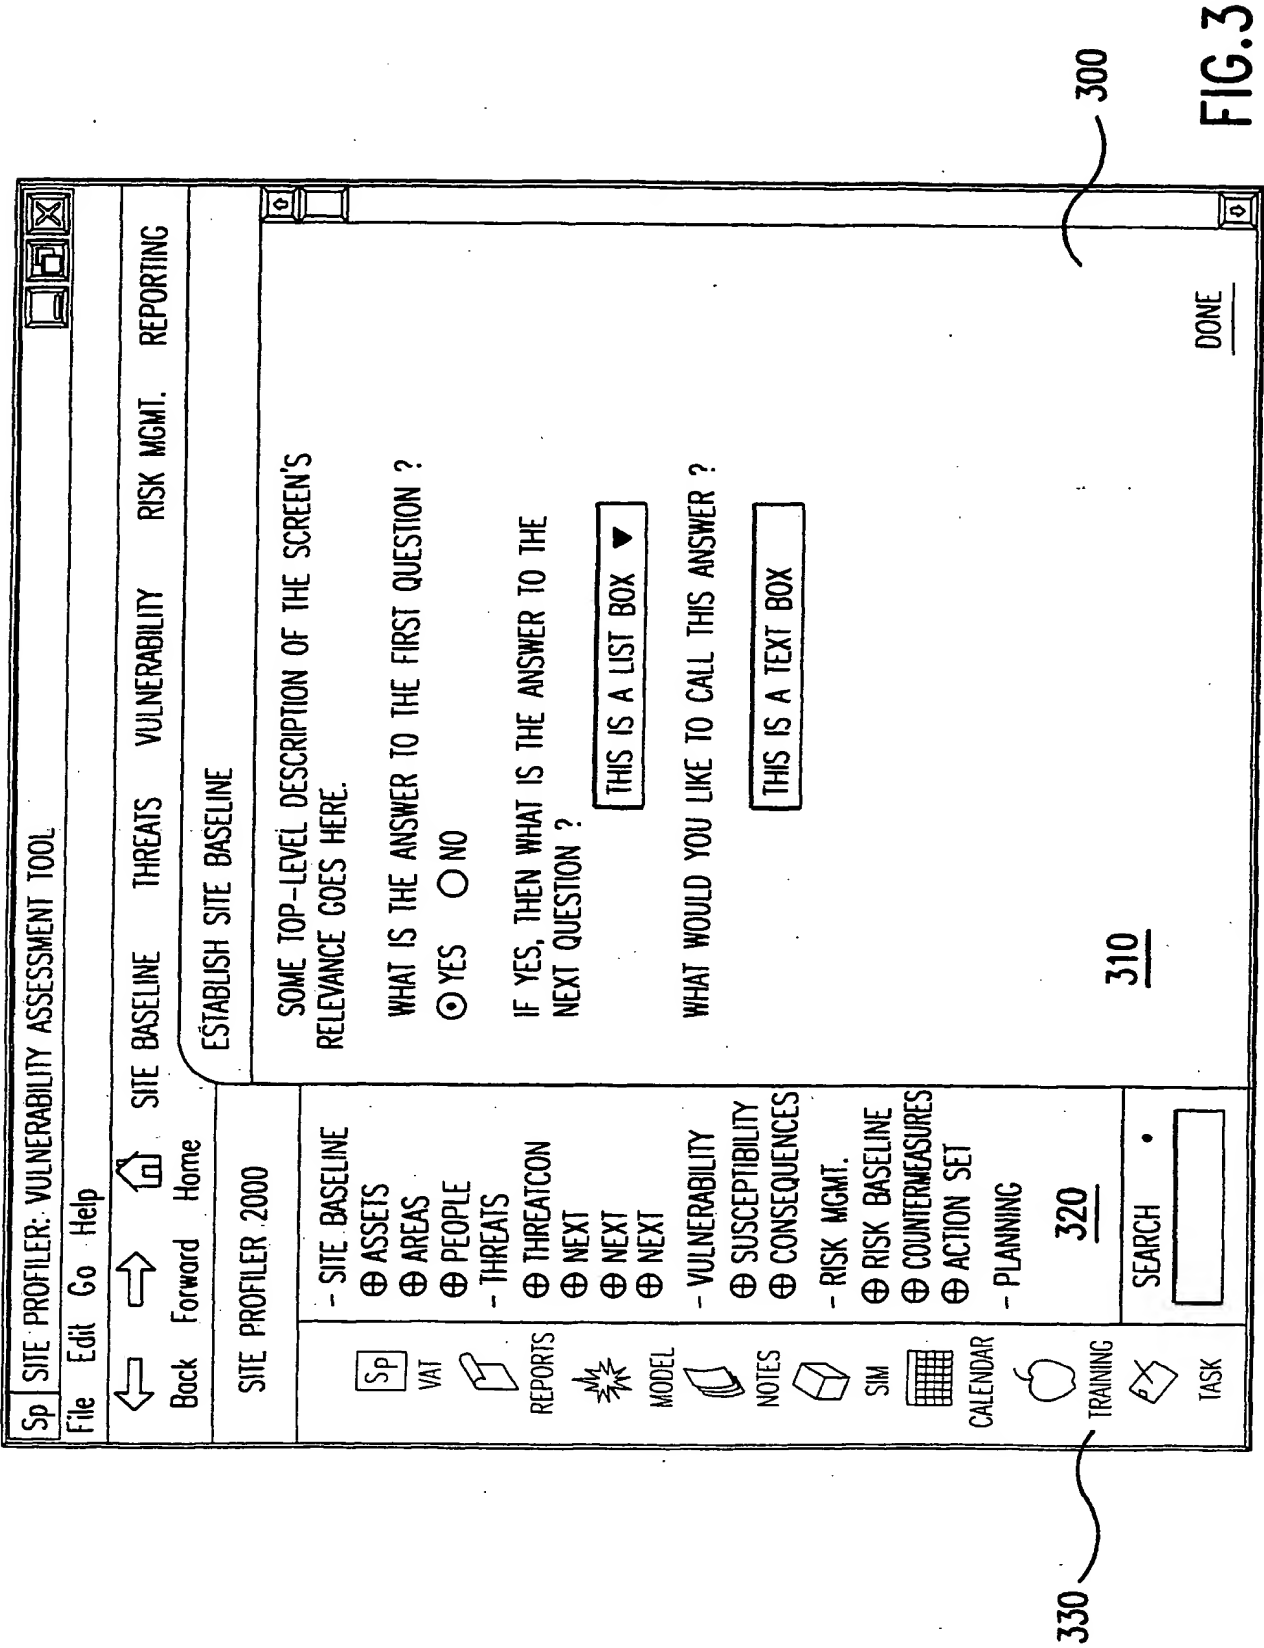 Sp SITE PROFILER: VULNERABILITY ASSESSMENT TOOL
File Edit Go Help
Back Forward Home
SITE BASELINE THREATS VULNERABILITY RISK MGMT. REPORTING
SITE PROFILER 2000
ESTABLISH SITE BASELINE
Sp
VAT
REPORTS
MODEL
NOTES
SIM
CALENDAR
TRAINING
TASK
- SITE BASELINE
⊕ ASSETS
⊕ AREAS
⊕ PEOPLE
- THREATS
⊕ THREATCON
⊕ NEXT
⊕ NEXT
⊕ NEXT
- VULNERABILITY
⊕ SUSCEPTIBILITY
⊕ CONSEQUENCES
- RISK MGMT.
⊕ RISK BASELINE
⊕ COUNTERMEASURES
⊕ ACTION SET
- PLANNING
320
SEARCH
SOME TOP-LEVEL DESCRIPTION OF THE SCREEN'S
RELEVANCE GOES HERE.
WHAT IS THE ANSWER TO THE FIRST QUESTION ?
YES NO
IF YES, THEN WHAT IS THE ANSWER TO THE
NEXT QUESTION ?
THIS IS A LIST BOX ▼
WHAT WOULD YOU LIKE TO CALL THIS ANSWER ?
THIS IS A TEXT BOX
310
DONE
330
300
FIG.3